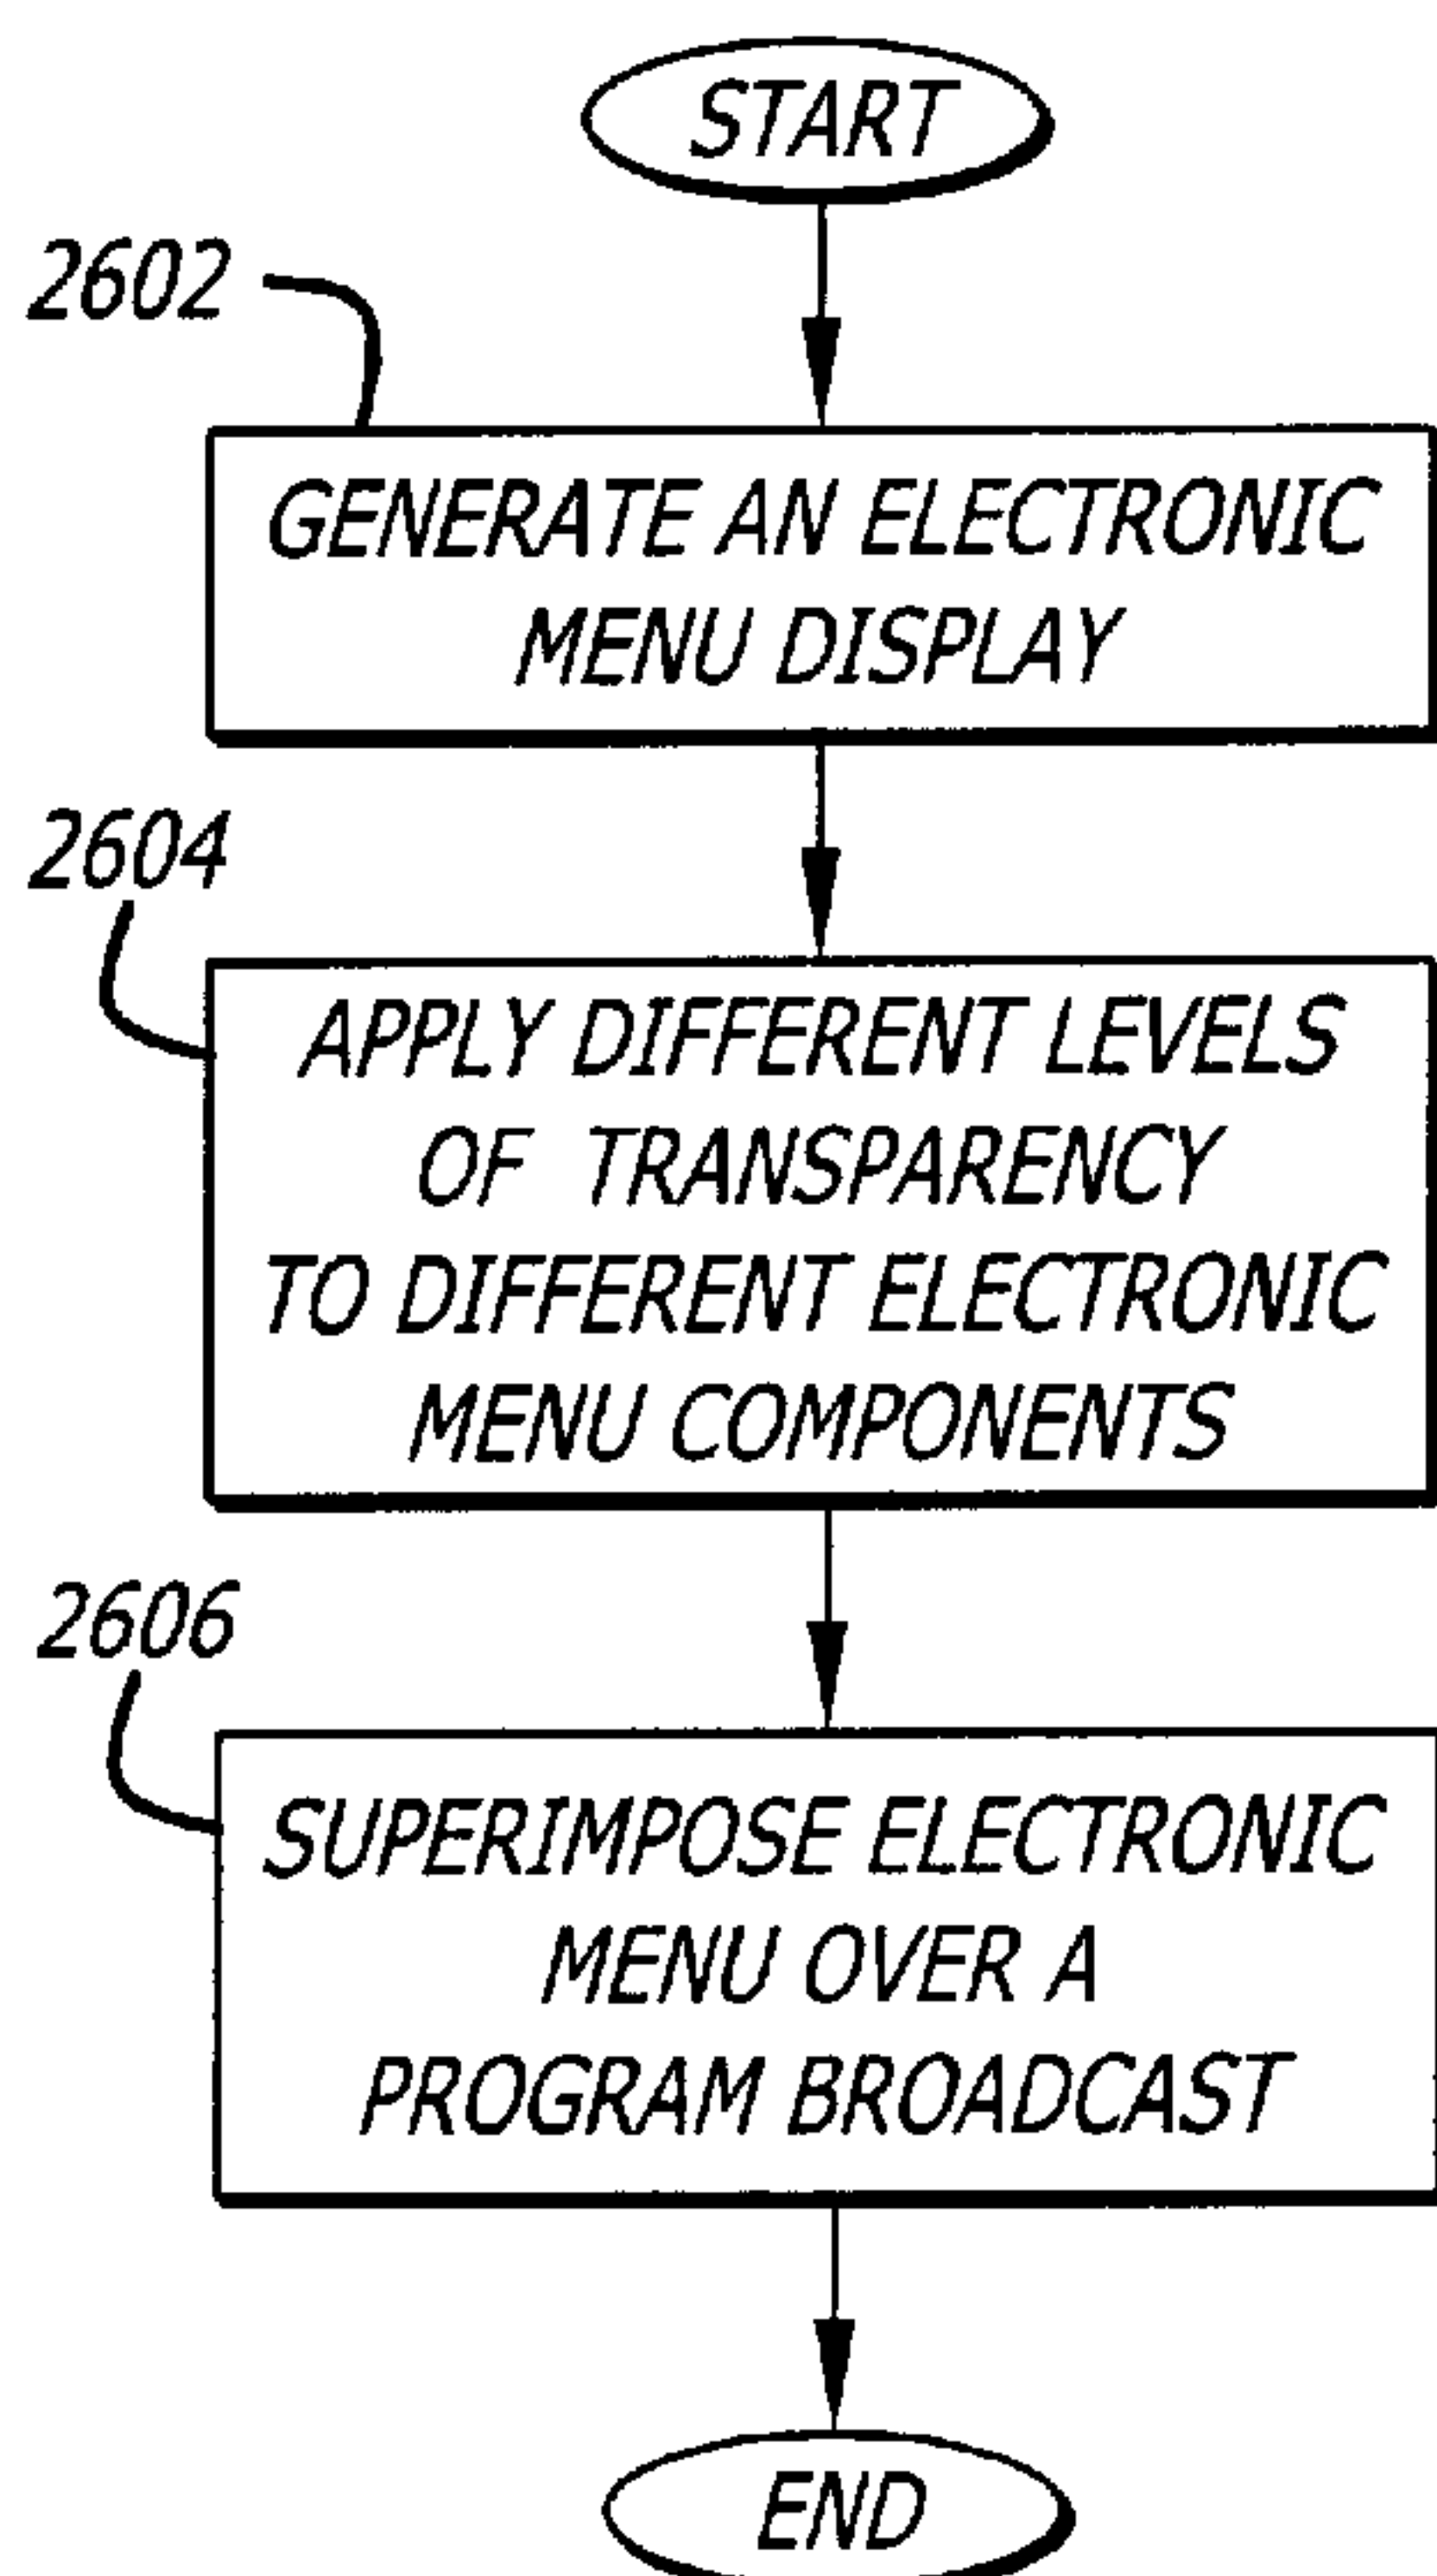 START
2602
GENERATE AN ELECTRONIC
MENU DISPLAY
2604
APPLY DIFFERENT LEVELS
OF TRANSPARENCY
TO DIFFERENT ELECTRONIC
MENU COMPONENTS
2606
SUPERIMPOSE ELECTRONIC
MENU OVER A
PROGRAM BROADCAST
END